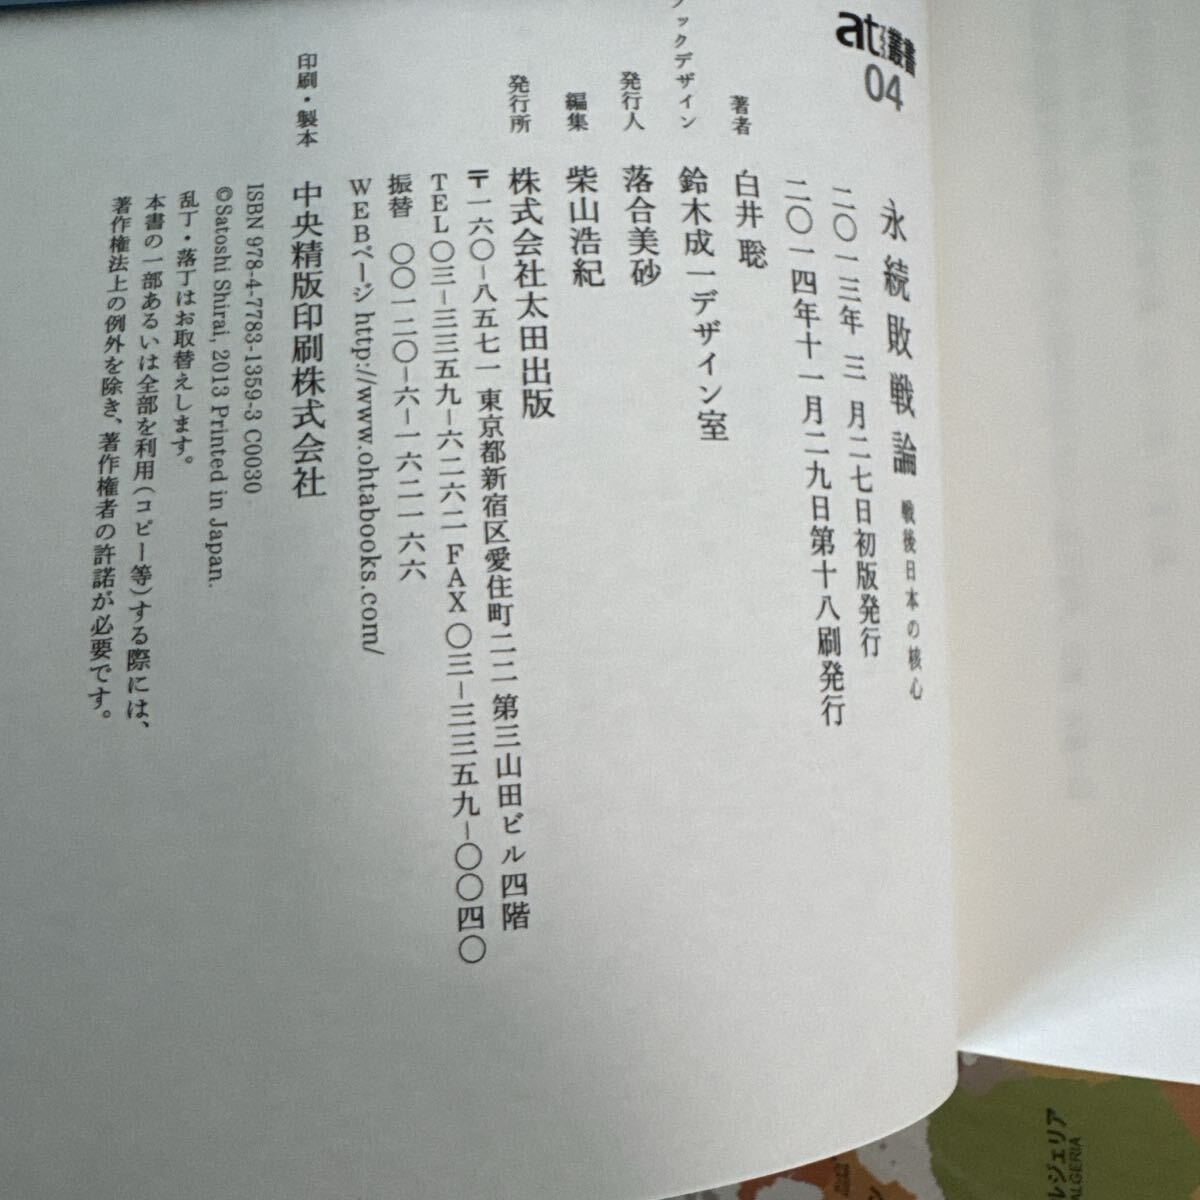 atプラス叢書
04
永続敗戦論 戦後日本の核心
二〇一三年 三 月二七日初版発行
二〇一四年十一月二九日第十八刷発行
著者 白井 聡
ブックデザイン 鈴木成一デザイン室
発行人 落合美砂
編集 柴山浩紀
発行所 株式会社太田出版
〒一六〇-八五七一 東京都新宿区愛住町二二 第三山田ビル四階
TEL〇三-三三五九-六二六二 FAX〇三-三三五九-〇〇四〇
振替 〇〇一二〇-六-一六二一六六
WEBページ http://www.ohtabooks.com/
印刷・製本 中央精版印刷株式会社
ISBN 978-4-7783-1359-3 C0030
©Satoshi Shirai, 2013 Printed in Japan.
乱丁・落丁はお取替えします。
本書の一部あるいは全部を利用(コピー等)する際には、
著作権法上の例外を除き、著作権者の許諾が必要です。
ルジェリア
LGERIA